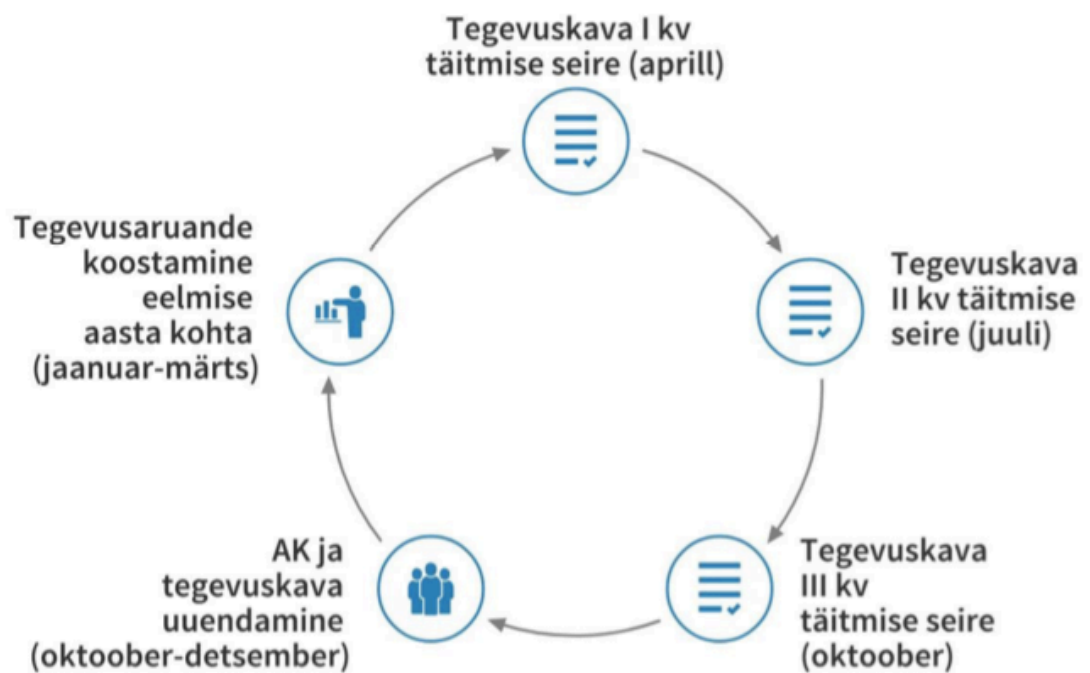 Tegevuskava I kv
täitmise seire (aprill)
Tegevuskava
II kv täitmise
seire (juuli)
Tegevuskava
III kv
täitmise seire
(oktoober)
AK ja
tegevuskava
uuendamine
(oktoober-detsember)
Tegevusaruande
koostamine
eelmise
aasta kohta
(jaanuar-märts)